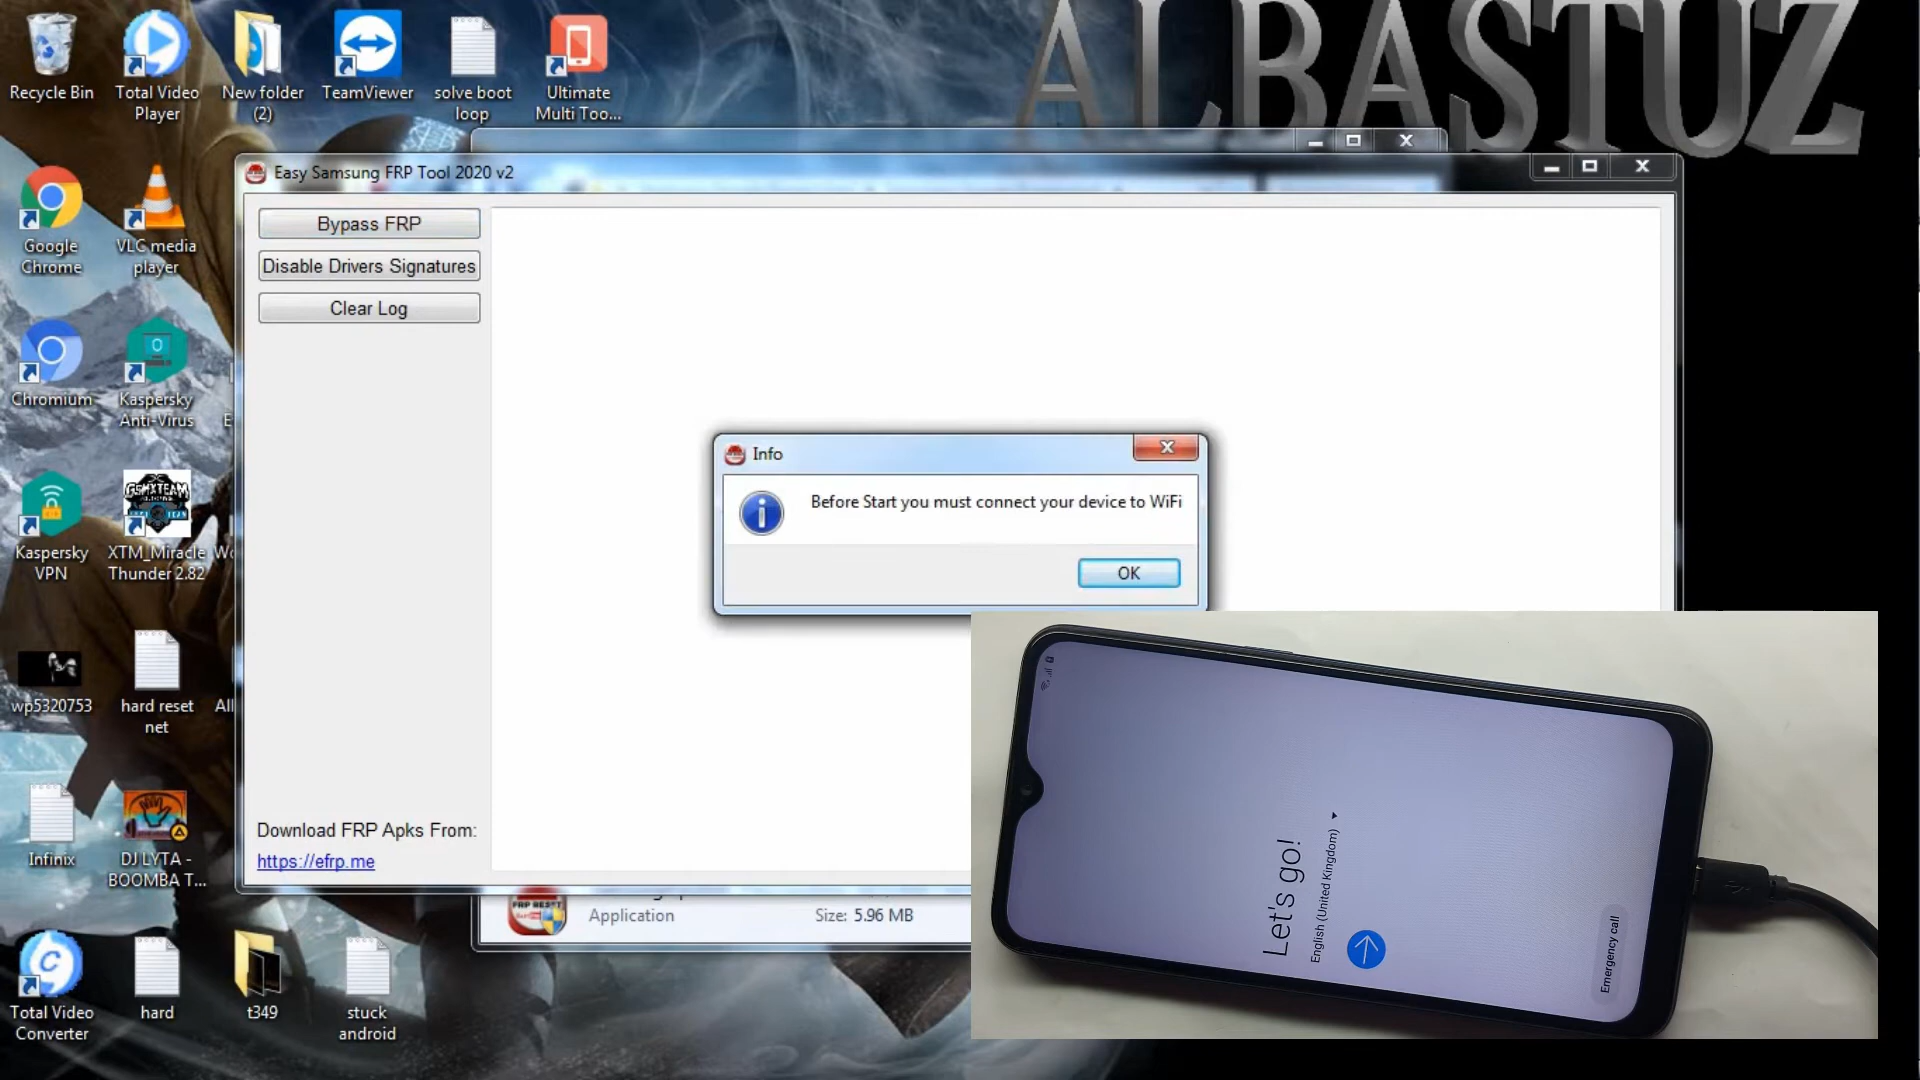 ALBASTUZ
Recycle Bin
Total Video
Player
New folder
(2)
TeamViewer
solve boot
loop
Ultimate
Multi Too...
Easy Samsung FRP Tool 2020 v2
Google
Chrome
VLC media
player
Bypass FRP
Disable Drivers Signatures
Clear Log
Chromium
Kaspersky
Anti-Virus
E
Info
Before Start you must connect your device to WiFi
OK
Kaspersky
VPN
XTM_Miracle
Thunder 2.82
Wo
wp5320753
hard reset
net
All
Infinix
DJ LYTA -
BOOMBA T...
Download FRP Apks From:
https://efrp.me
FRP RESET
Application
Size: 5.96 MB
Total Video
Converter
hard
t349
stuck
android
Let's go!
English (United Kingdom)
Emergency call